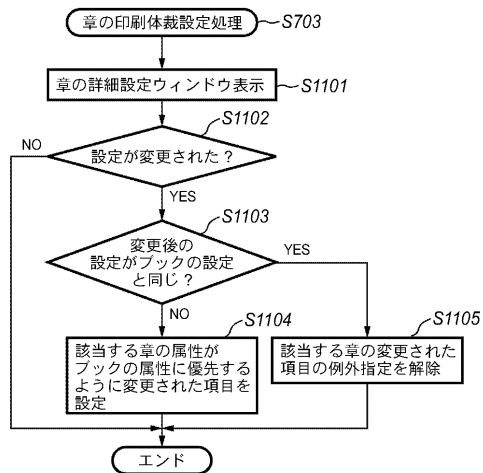 章の印刷体裁設定処理
S703
章の詳細設定ウィンドウ表示
S1101
S1102
NO
設定が変更された?
YES
S1103
変更後の
設定がブックの設定
と同じ?
YES
NO
S1104
該当する章の属性が
ブックの属性に優先する
ように変更された項目を
設定
S1105
該当する章の変更された
項目の例外指定を解除
エンド